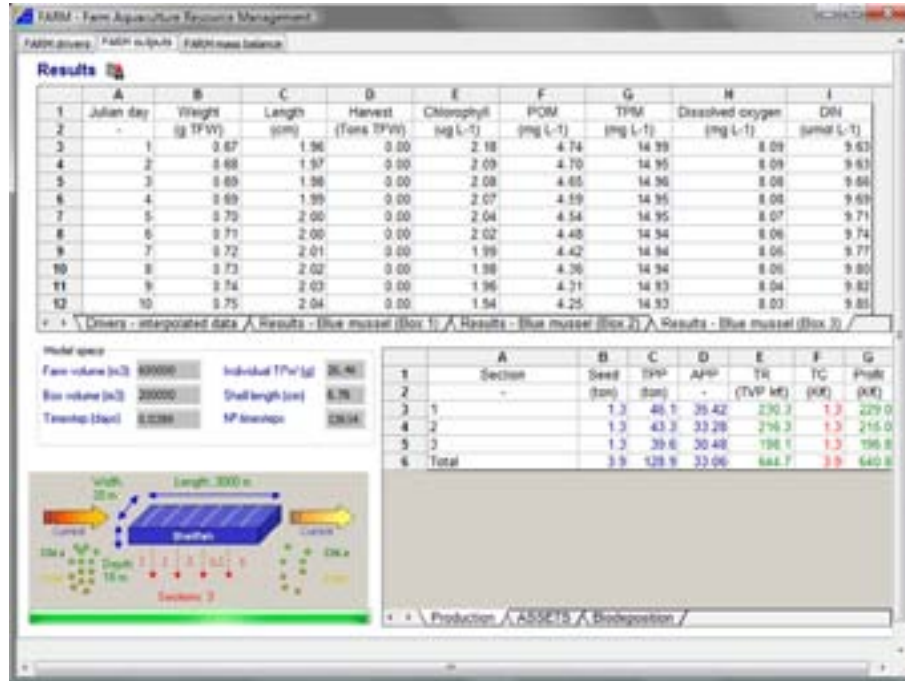 FARM - Farm Aquaculture Resource Management
FARM drivers FARM outputs FARM mass balance
Results
A B C D E F G H I
1 Julian day Weight Length Harvest Chlorophyll POM TPM Dissolved oxygen DIN
2 - (g TFW) (cm) (Tons TFW) (ug L-1) (mg L-1) (mg L-1) (mg L-1) (umol L-1)
3 1 0.67 1.96 0.00 2.18 4.74 14.99 8.09 9.63
4 2 0.68 1.97 0.00 2.09 4.70 14.95 8.09 9.63
5 3 0.69 1.98 0.00 2.08 4.65 14.96 8.08 9.66
6 4 0.69 1.99 0.00 2.07 4.59 14.95 8.08 9.69
7 5 0.70 2.00 0.00 2.04 4.54 14.95 8.07 9.71
8 6 0.71 2.00 0.00 2.02 4.48 14.94 8.06 9.74
9 7 0.72 2.01 0.00 1.99 4.42 14.94 8.05 9.77
10 8 0.73 2.02 0.00 1.98 4.36 14.94 8.05 9.80
11 9 0.74 2.03 0.00 1.96 4.31 14.93 8.04 9.82
12 10 0.75 2.04 0.00 1.94 4.25 14.93 8.03 9.85
Drivers - interpolated data Results - Blue mussel (Box 1) Results - Blue mussel (Box 2) Results - Blue mussel (Box 3)
Model specs
Farm volume (m3) 600000 Individual TFW (g) 26.46
Box volume (m3) 200000 Shell length (cm) 6.78
Timestep (days) Nº timesteps
A B C D E F G
1 Section Seed TPP APP TR TC Profit
2 - (ton) (ton) - (TVP k€) (k€) (k€)
3 1 1.3 46.1 35.42 230.3 1.3 229.0
4 2 1.3 43.3 33.28 216.3 1.3 215.0
5 3 1.3 39.6 30.48 198.1 1.3 196.8
6 Total 3.9 128.9 33.06 644.7 3.9 640.8
Width
20 m
Length: 3000 m
Current
Shellfish
Current
Chl a
Depth
10 m
Chl a
Sections: 3
Production ASSETS Biodeposition